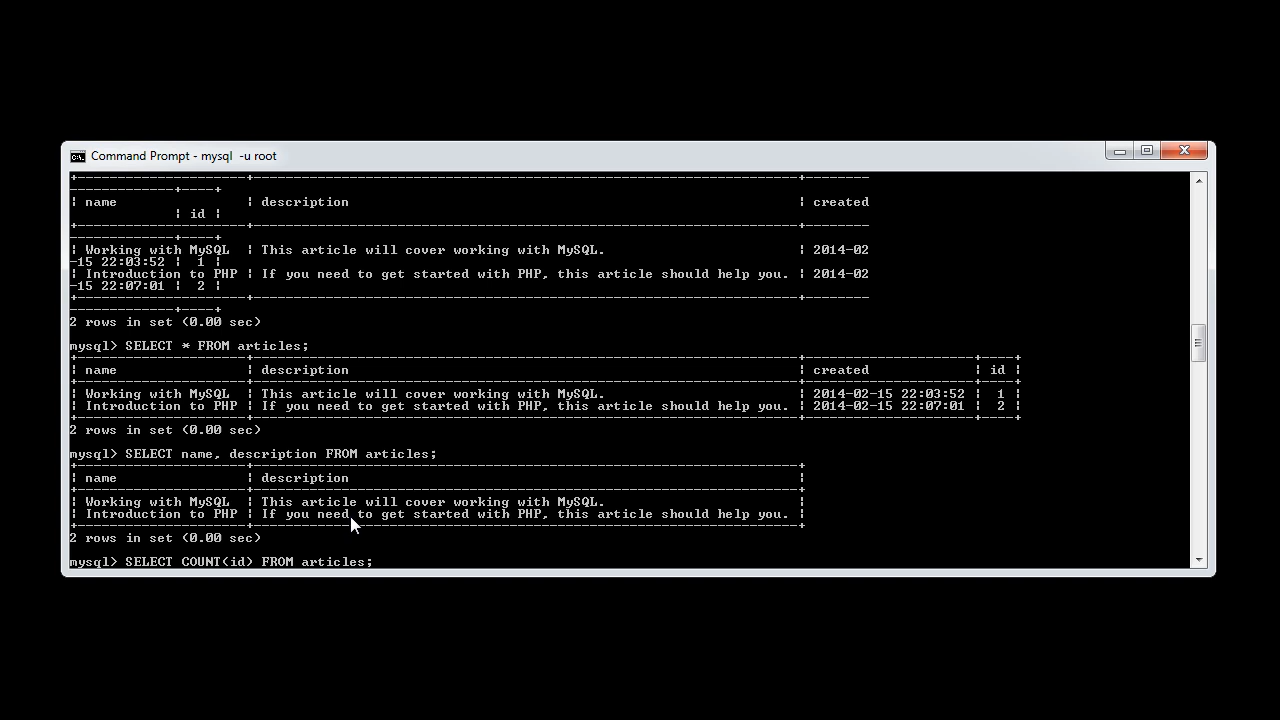 Command Prompt - mysql  -u root
+---------------------+--------------------------------------------------------------------+--------
-------------+----+
| name                | description                                                        | created
             | id |
+---------------------+--------------------------------------------------------------------+--------
-------------+----+
| Working with MySQL  | This article will cover working with MySQL.                        | 2014-02
-15 22:03:52 |  1 |
| Introduction to PHP | If you need to get started with PHP, this article should help you. | 2014-02
-15 22:07:01 |  2 |
+---------------------+--------------------------------------------------------------------+--------
-------------+----+
2 rows in set (0.00 sec)
mysql> SELECT * FROM articles;
+---------------------+--------------------------------------------------------------------+---------------------+----+
| name                | description                                                        | created             | id |
+---------------------+--------------------------------------------------------------------+---------------------+----+
| Working with MySQL  | This article will cover working with MySQL.                        | 2014-02-15 22:03:52 |  1 |
| Introduction to PHP | If you need to get started with PHP, this article should help you. | 2014-02-15 22:07:01 |  2 |
+---------------------+--------------------------------------------------------------------+---------------------+----+
2 rows in set (0.00 sec)
mysql> SELECT name, description FROM articles;
+---------------------+--------------------------------------------------------------------+
| name                | description                                                        |
+---------------------+--------------------------------------------------------------------+
| Working with MySQL  | This article will cover working with MySQL.                        |
| Introduction to PHP | If you need to get started with PHP, this article should help you. |
+---------------------+--------------------------------------------------------------------+
2 rows in set (0.00 sec)
mysql> SELECT COUNT(id) FROM articles;